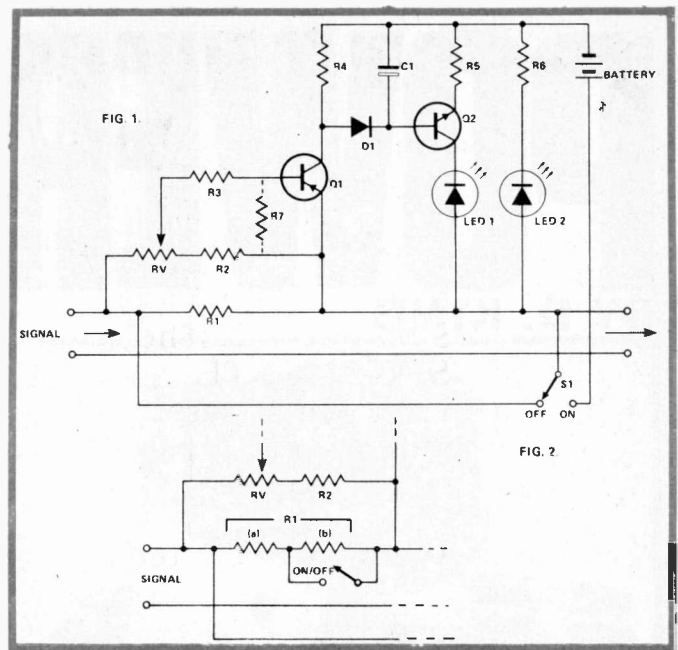 R4
C1
R5
R6
BATTERY
FIG. 1.
Q2
D1
R3
Q1
R7
LED 1
LED 2
RV
R2
R1
SIGNAL
S1
OFF ON
FIG. 2.
RV
R2
R1
(a) (b)
ON/OFF
SIGNAL